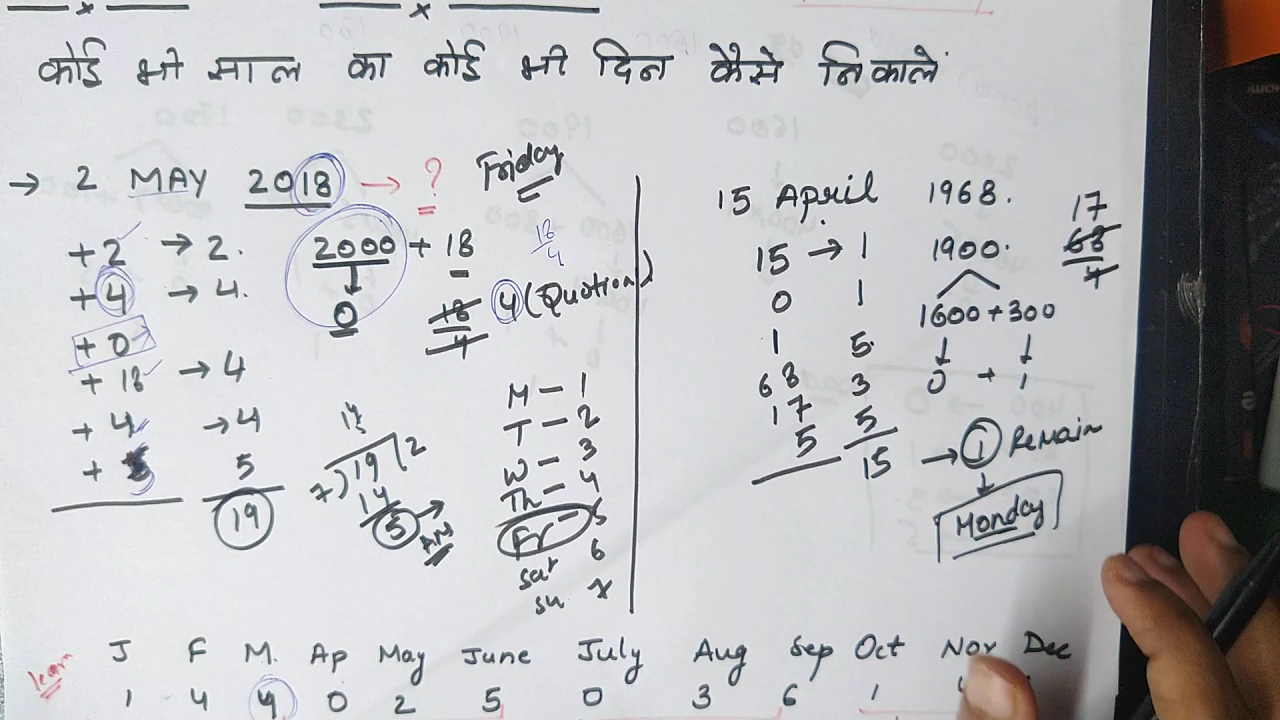 कोई भी साल का कोई भी दिन कैसे निकाले
→ 2 MAY 2018 → ?
Friday
+2 → 2.
+4 → 4.
+0
+18 → 4
+4 → 4
+ 5
19
2000 + 18
0
18/4
18/4 4 (Quotion)
7) 19 (2
14
5 → Ans
M – 1
T – 2
W – 3
Th – 4
Fr – 5
Sat 6
Su 7
15 April 1968.
15 → 1
0 1
1 5.
68 3
17 5
5
15 → 1 Remain
Monday
1900.
1600 + 300
0 + 1
17
68/4
learn
J F M. Ap May June July Aug Sep Oct Nov Dec
1 4 4 0 2 5 0 3 6 1